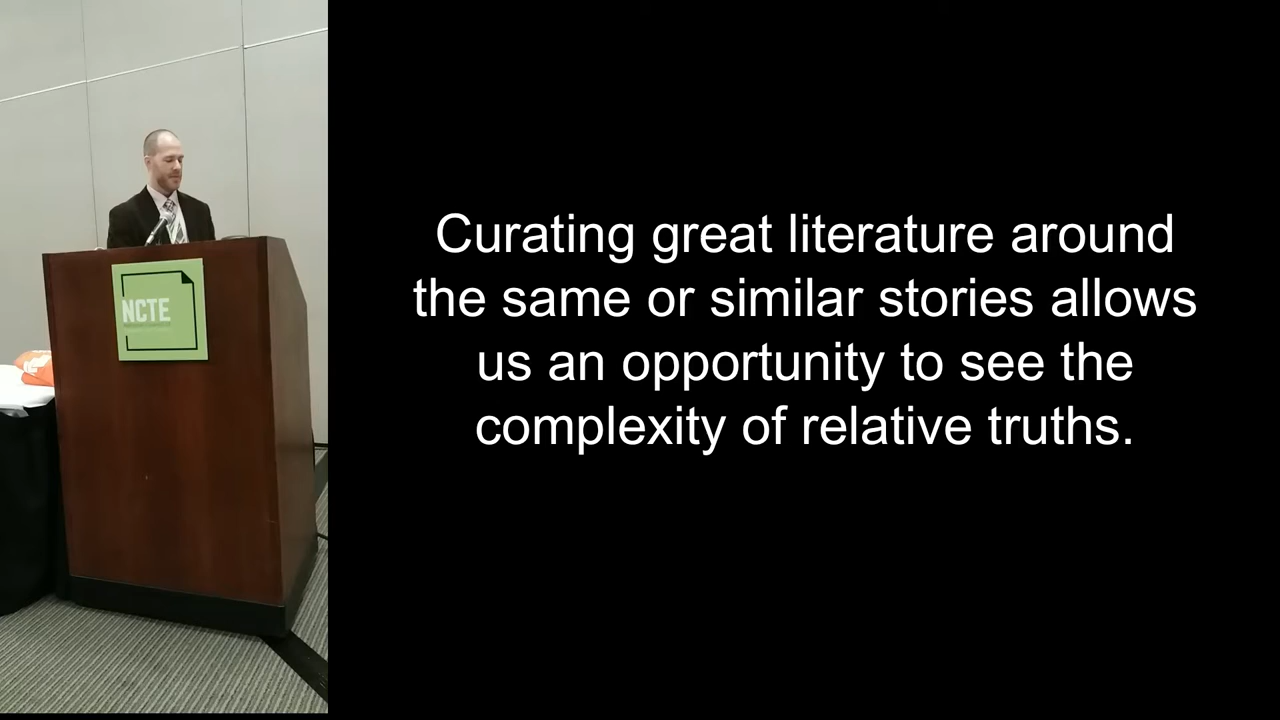 NCTE
Curating great literature around
the same or similar stories allows
us an opportunity to see the
complexity of relative truths.